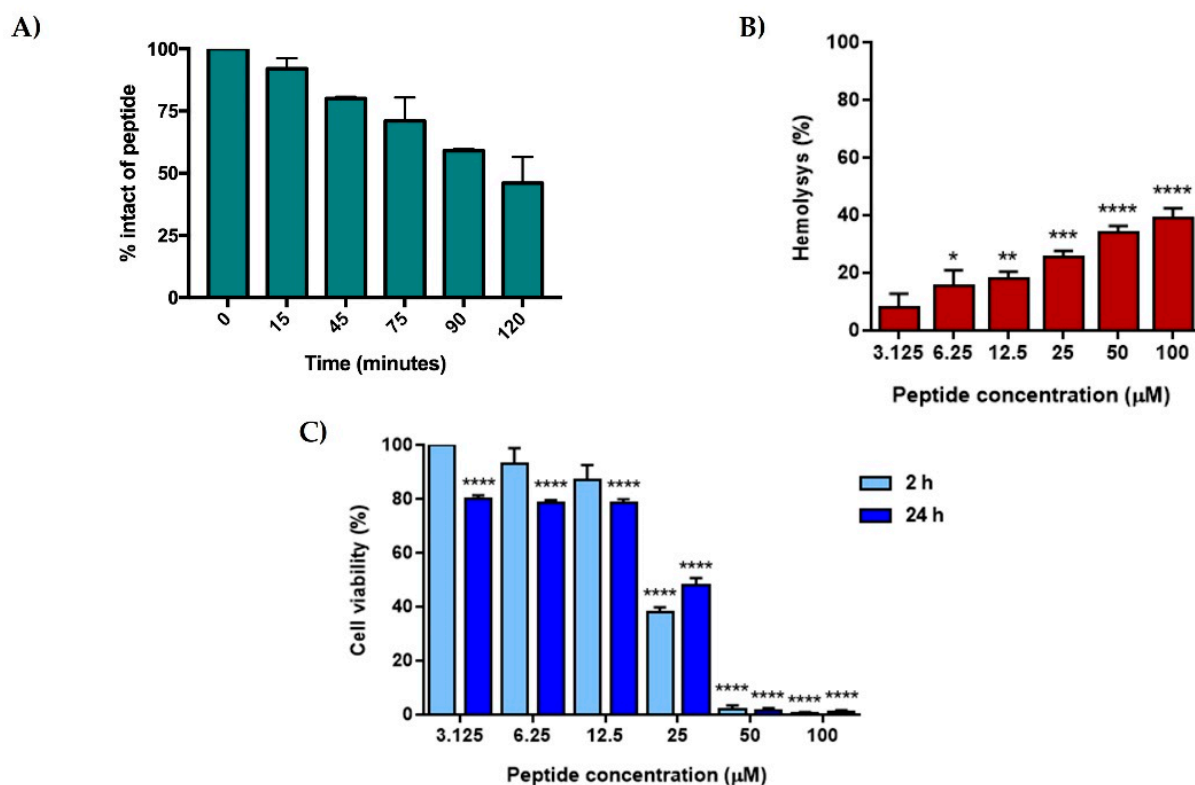 A)
% intact of peptide
100
75
50
25
0
0 15 45 75 90 120
Time (minutes)
B)
Hemolysys (%)
100
80
60
40
20
0
* ** *** **** ****
3.125 6.25 12.5 25 50 100
Peptide concentration (μM)
C)
Cell viability (%)
100
80
60
40
20
0
**** **** **** **** **** **** **** **** ****
3.125 6.25 12.5 25 50 100
Peptide concentration (μM)
2 h
24 h